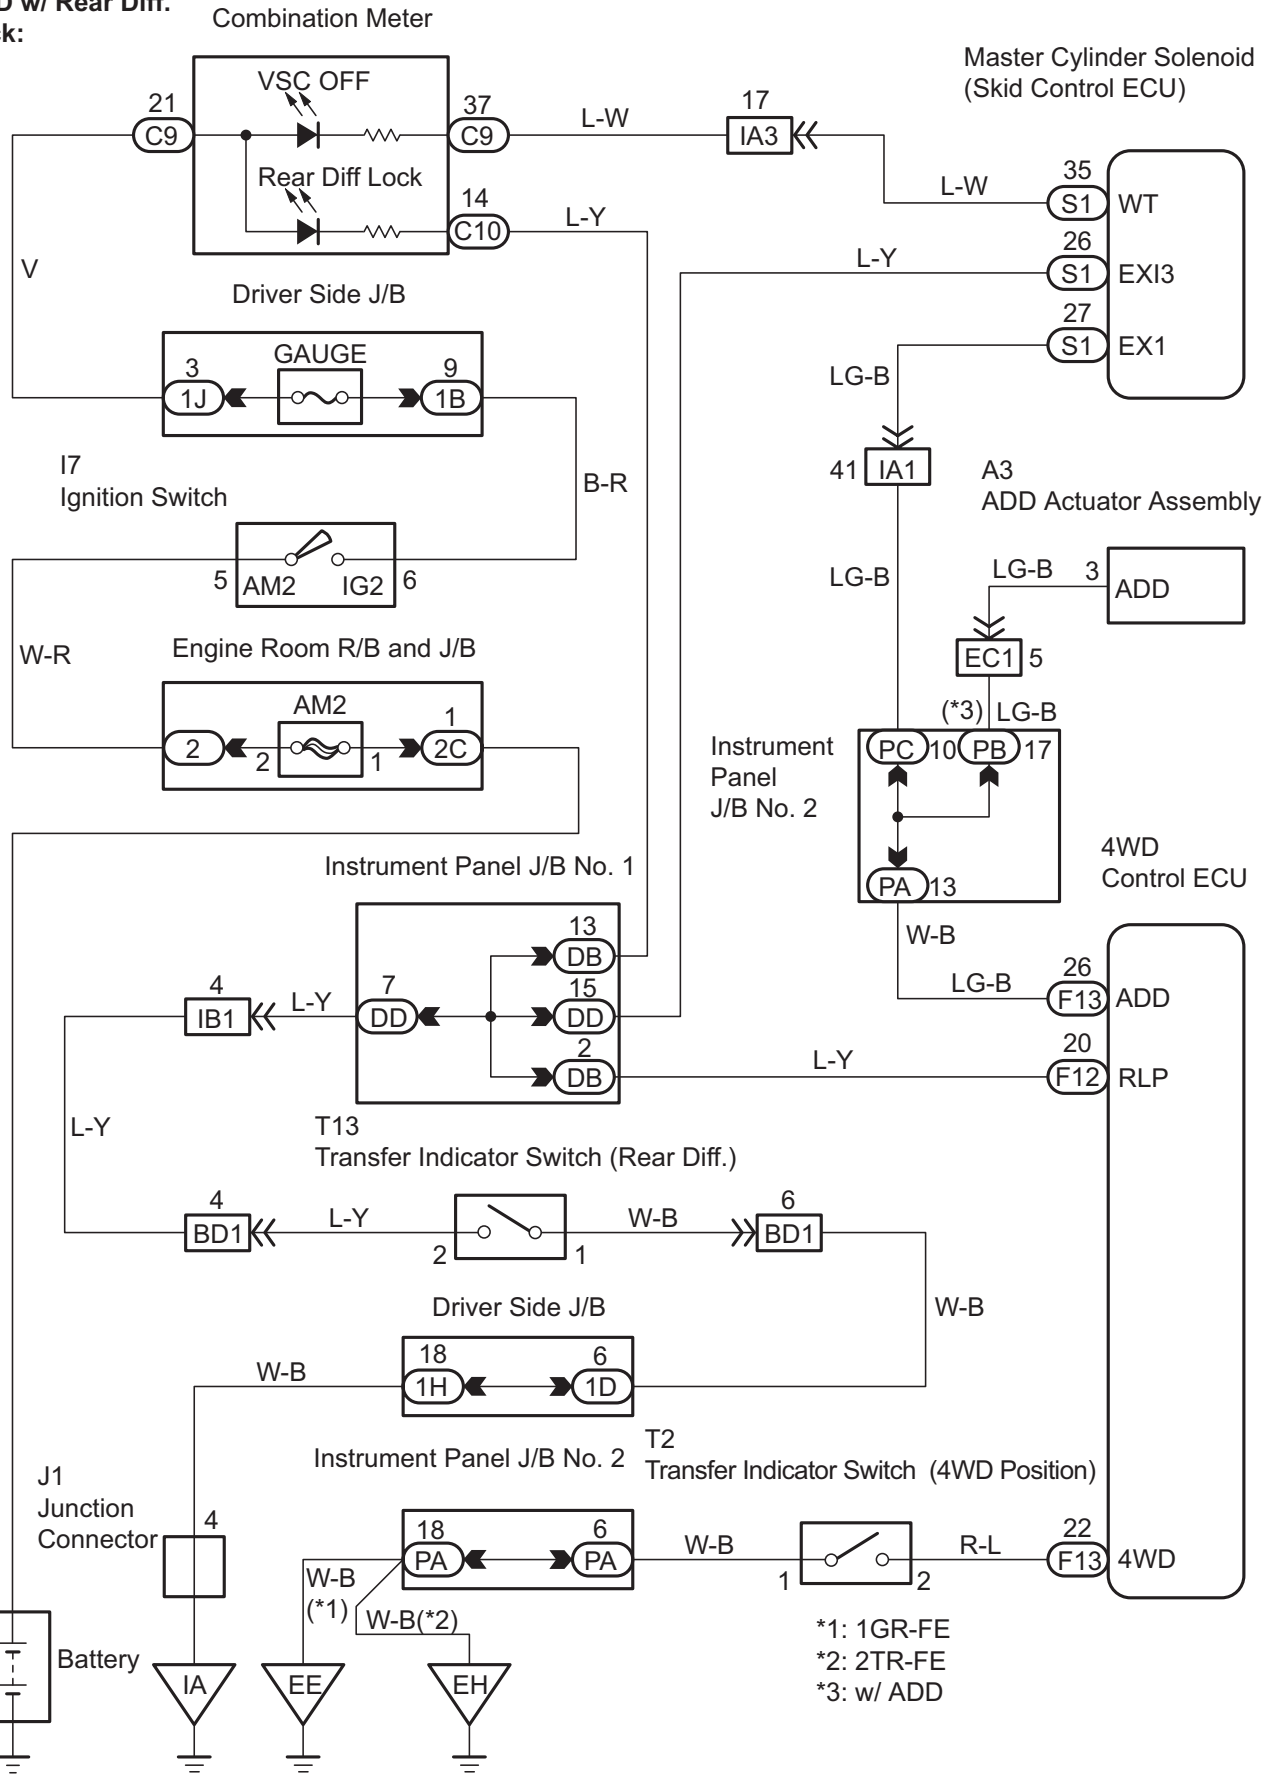 D w/ Rear Diff.
ck:
Combination Meter
Master Cylinder Solenoid
(Skid Control ECU)
VSC OFF
21
C9
37
C9
L-W
17
IA3
Rear Diff Lock
14
C10
L-Y
L-W
35
S1
WT
26
S1
EXI3
L-Y
27
S1
EX1
V
Driver Side J/B
GAUGE
3
1J
9
1B
LG-B
41
IA1
I7
Ignition Switch
B-R
A3
ADD Actuator Assembly
5
AM2
IG2
6
LG-B
LG-B
3
ADD
W-R
Engine Room R/B and J/B
AM2
2
2
1
1
2C
EC1
5
(*3)
LG-B
Instrument
Panel
J/B No. 2
PC
10
PB
17
PA
13
4WD
Control ECU
W-B
Instrument Panel J/B No. 1
13
DB
7
DD
15
DD
2
DB
4
IB1
L-Y
LG-B
26
F13
ADD
L-Y
20
F12
RLP
L-Y
T13
Transfer Indicator Switch (Rear Diff.)
4
BD1
L-Y
2
1
W-B
6
BD1
W-B
Driver Side J/B
W-B
18
1H
6
1D
Instrument Panel J/B No. 2
T2
Transfer Indicator Switch (4WD Position)
J1
Junction
Connector
4
18
PA
6
PA
W-B
1
2
R-L
22
F13
4WD
W-B
(*1)
W-B(*2)
*1: 1GR-FE
*2: 2TR-FE
*3: w/ ADD
Battery
IA
EE
EH